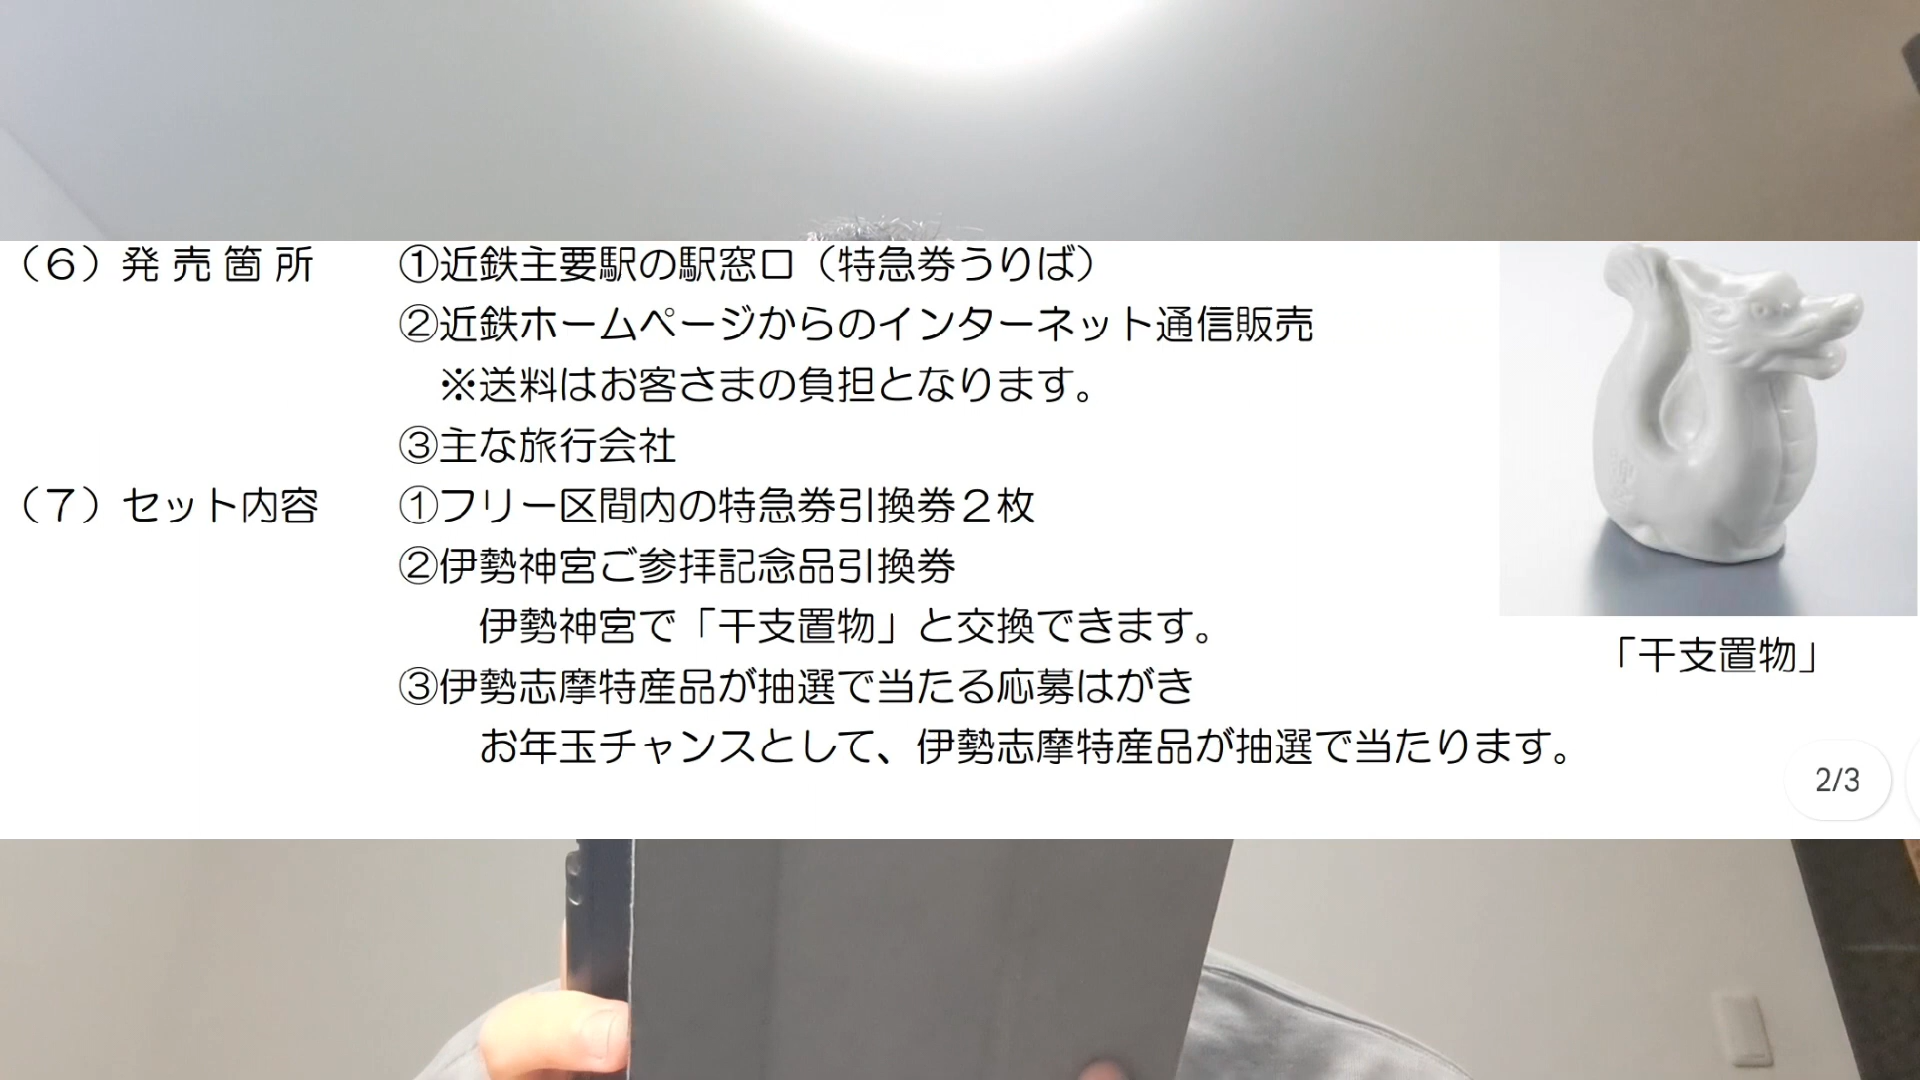 （６）発 売 箇 所　①近鉄主要駅の駅窓口（特急券うりば）
②近鉄ホームページからのインターネット通信販売
※送料はお客さまの負担となります。
③主な旅行会社
（７）セット内容　①フリー区間内の特急券引換券２枚
②伊勢神宮ご参拝記念品引換券
伊勢神宮で「干支置物」と交換できます。
「干支置物」
③伊勢志摩特産品が抽選で当たる応募はがき
お年玉チャンスとして、伊勢志摩特産品が抽選で当たります。
2/3